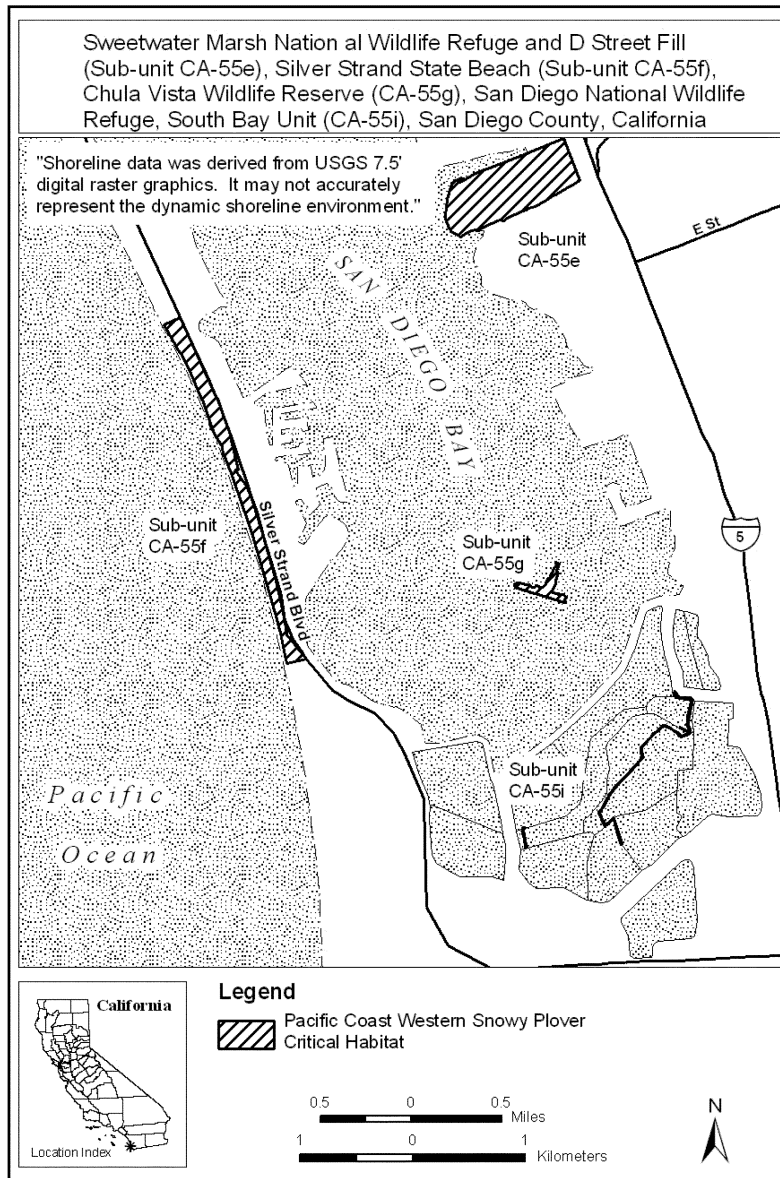 Sweetwater Marsh Nation al Wildlife Refuge and D Street Fill
(Sub-unit CA-55e), Silver Strand State Beach (Sub-unit CA-55f),
Chula Vista Wildlife Reserve (CA-55g), San Diego National Wildlife
Refuge, South Bay Unit (CA-55i), San Diego County, California
"Shoreline data was derived from USGS 7.5'
digital raster graphics. It may not accurately
represent the dynamic shoreline environment."
Sub-unit
CA-55e
E St
SAN DIEGO BAY
Sub-unit
CA-55f
Silver Strand Blvd
Sub-unit
CA-55g
5
Sub-unit
CA-55i
Pacific
Ocean
California
Location Index
Legend
Pacific Coast Western Snowy Plover
Critical Habitat
0.5 0 0.5
Miles
1 0 1
Kilometers
N